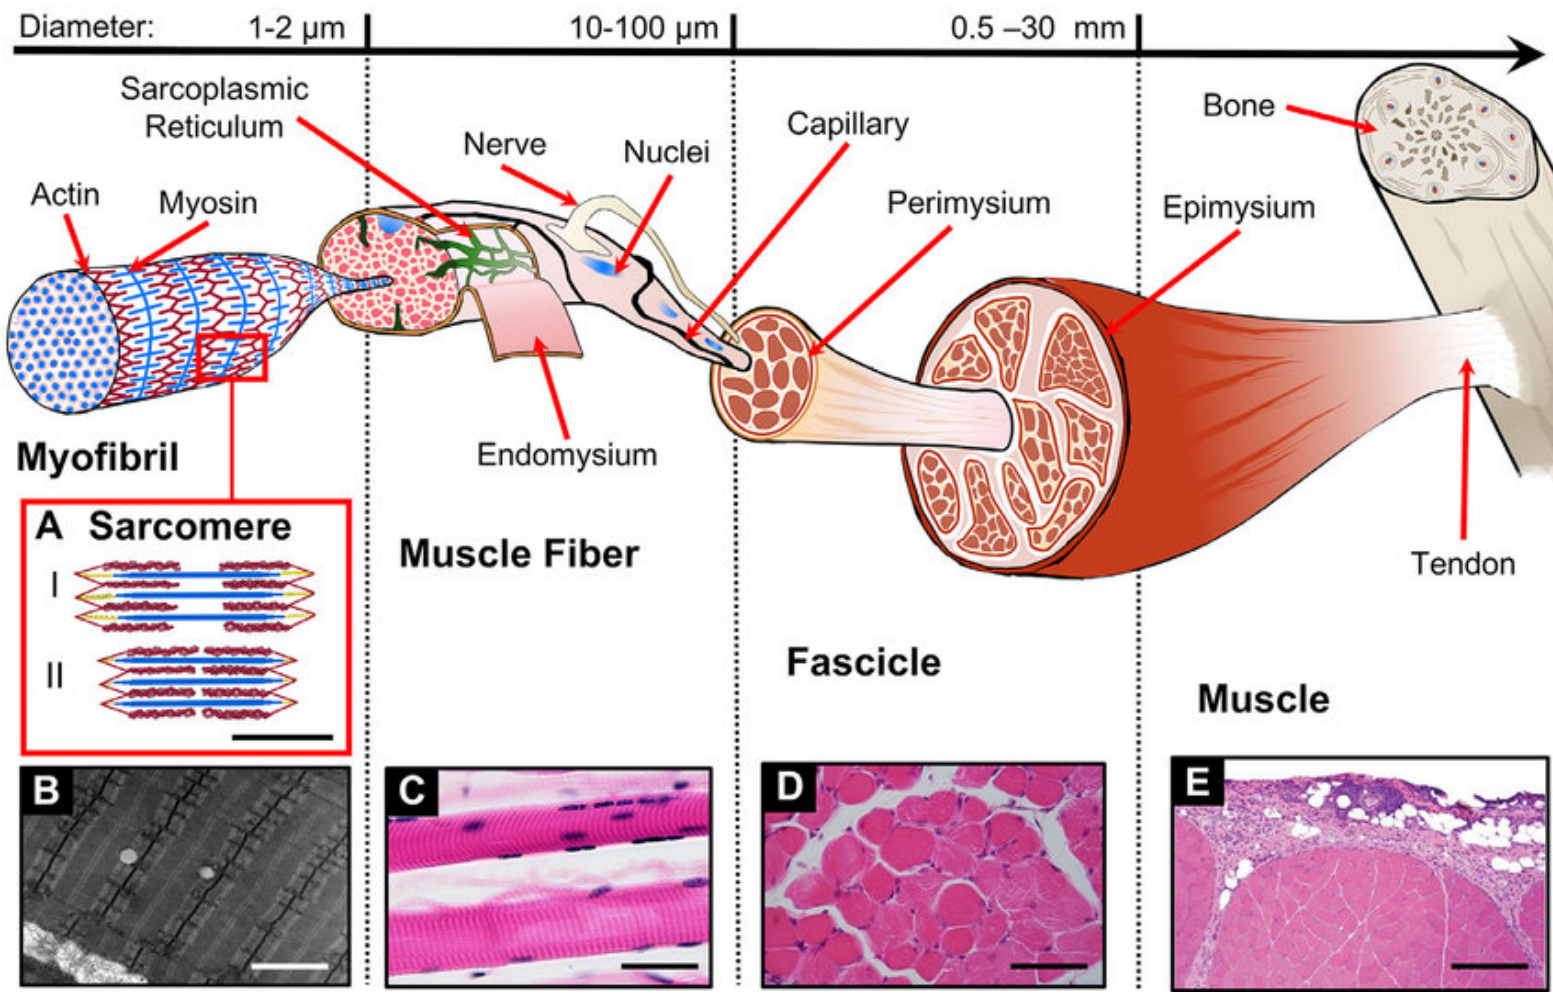 Diameter: 1-2 µm 10-100 µm 0.5 –30 mm
Sarcoplasmic
Reticulum
Nerve
Nuclei
Capillary
Bone
Actin
Myosin
Perimysium
Epimysium
Endomysium
Tendon
Myofibril
Muscle Fiber
Fascicle
Muscle
A Sarcomere
I
II
B
C
D
E